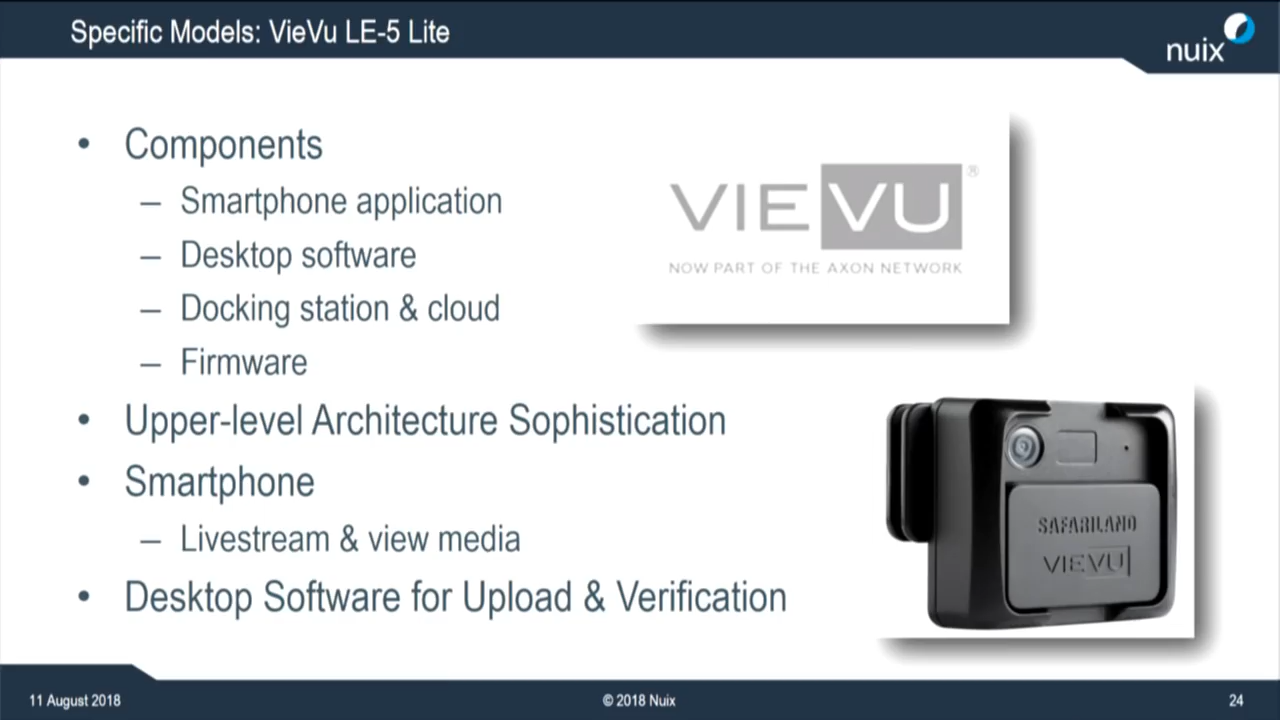 Specific Models: VieVu LE-5 Lite
nuix
• Components
– Smartphone application
– Desktop software
– Docking station & cloud
– Firmware
• Upper-level Architecture Sophistication
• Smartphone
– Livestream & view media
• Desktop Software for Upload & Verification
VIEVU®
NOW PART OF THE AXON NETWORK
SAFARILAND
VIEVU
11 August 2018
© 2018 Nuix
24